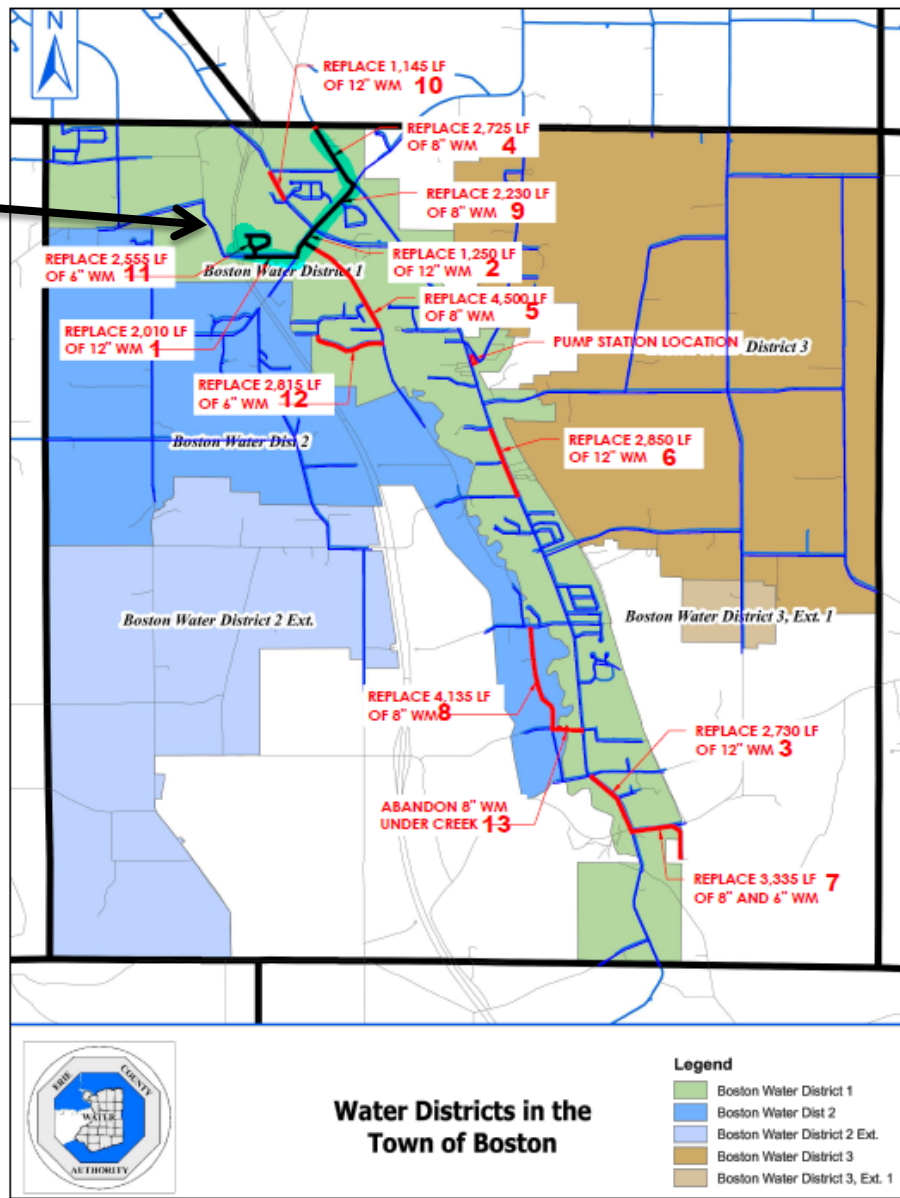 N
REPLACE 1,145 LF
OF 12" WM 10
REPLACE 2,725 LF
OF 8" WM 4
REPLACE 2,230 LF
OF 8" WM 9
REPLACE 2,555 LF
OF 6" WM 11
Boston Water District 1
REPLACE 1,250 LF
OF 12" WM 2
REPLACE 4,500 LF
OF 8" WM 5
REPLACE 2,010 LF
OF 12" WM 1
PUMP STATION LOCATION
District 3
REPLACE 2,815 LF
OF 6" WM 12
Boston Water Dist 2
REPLACE 2,850 LF
OF 12" WM 6
Boston Water District 2 Ext.
Boston Water District 3, Ext. 1
REPLACE 4,135 LF
OF 8" WM 8
REPLACE 2,730 LF
OF 12" WM 3
ABANDON 8" WM
UNDER CREEK 13
REPLACE 3,335 LF 7
OF 8" AND 6" WM
ERIE COUNTY
WATER
AUTHORITY
Water Districts in the
Town of Boston
Legend
Boston Water District 1
Boston Water Dist 2
Boston Water District 2 Ext.
Boston Water District 3
Boston Water District 3, Ext. 1